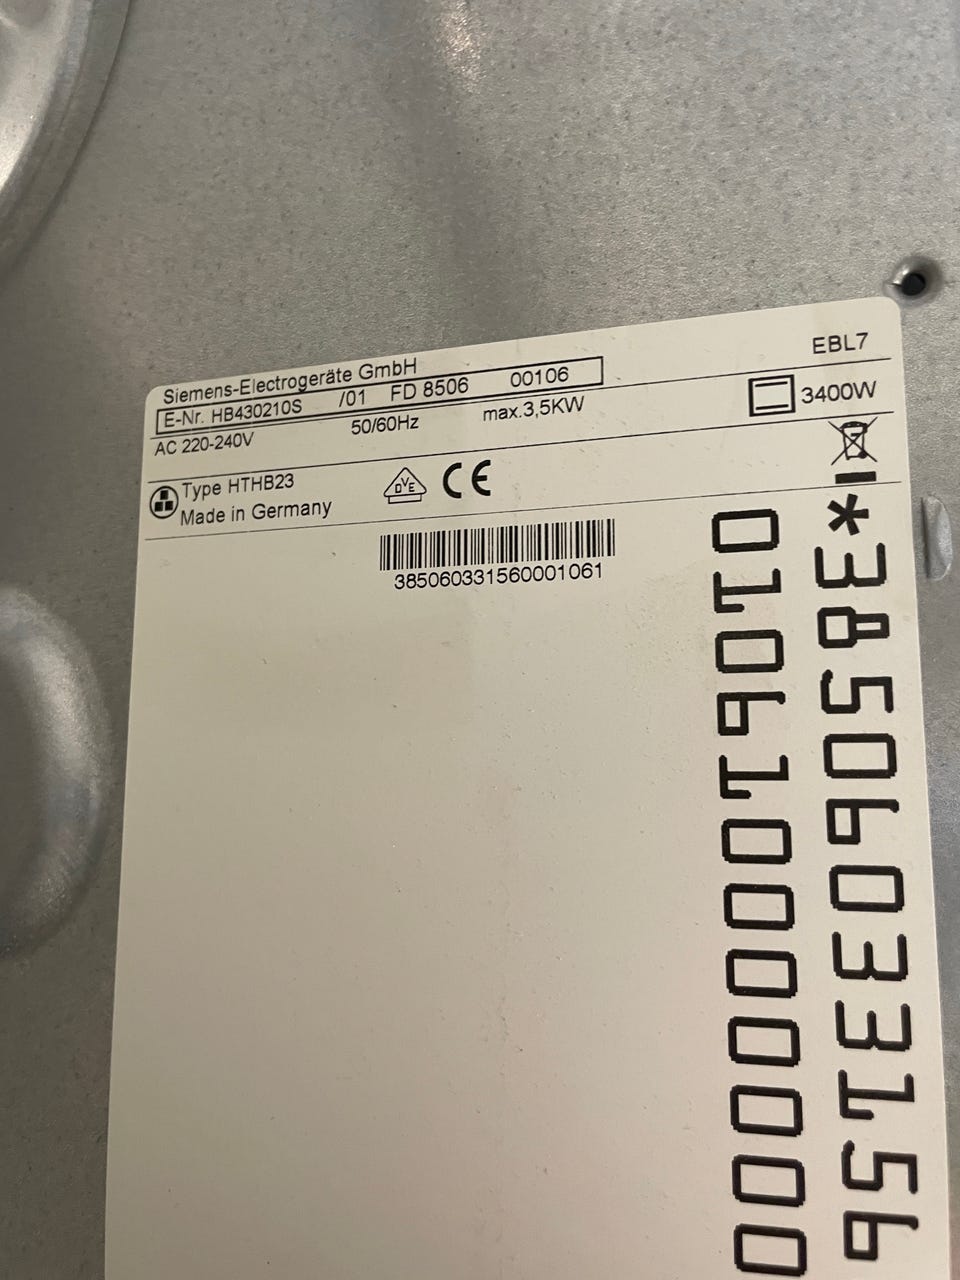 EBL7
Siemens-Electrogeräte GmbH
E-Nr. HB430210S /01 FD 8506 00106
3400W
AC 220-240V 50/60Hz max.3,5KW
Type HTHB23
Made in Germany
DVE CE
385060331560001061
*38506033156
010610000000